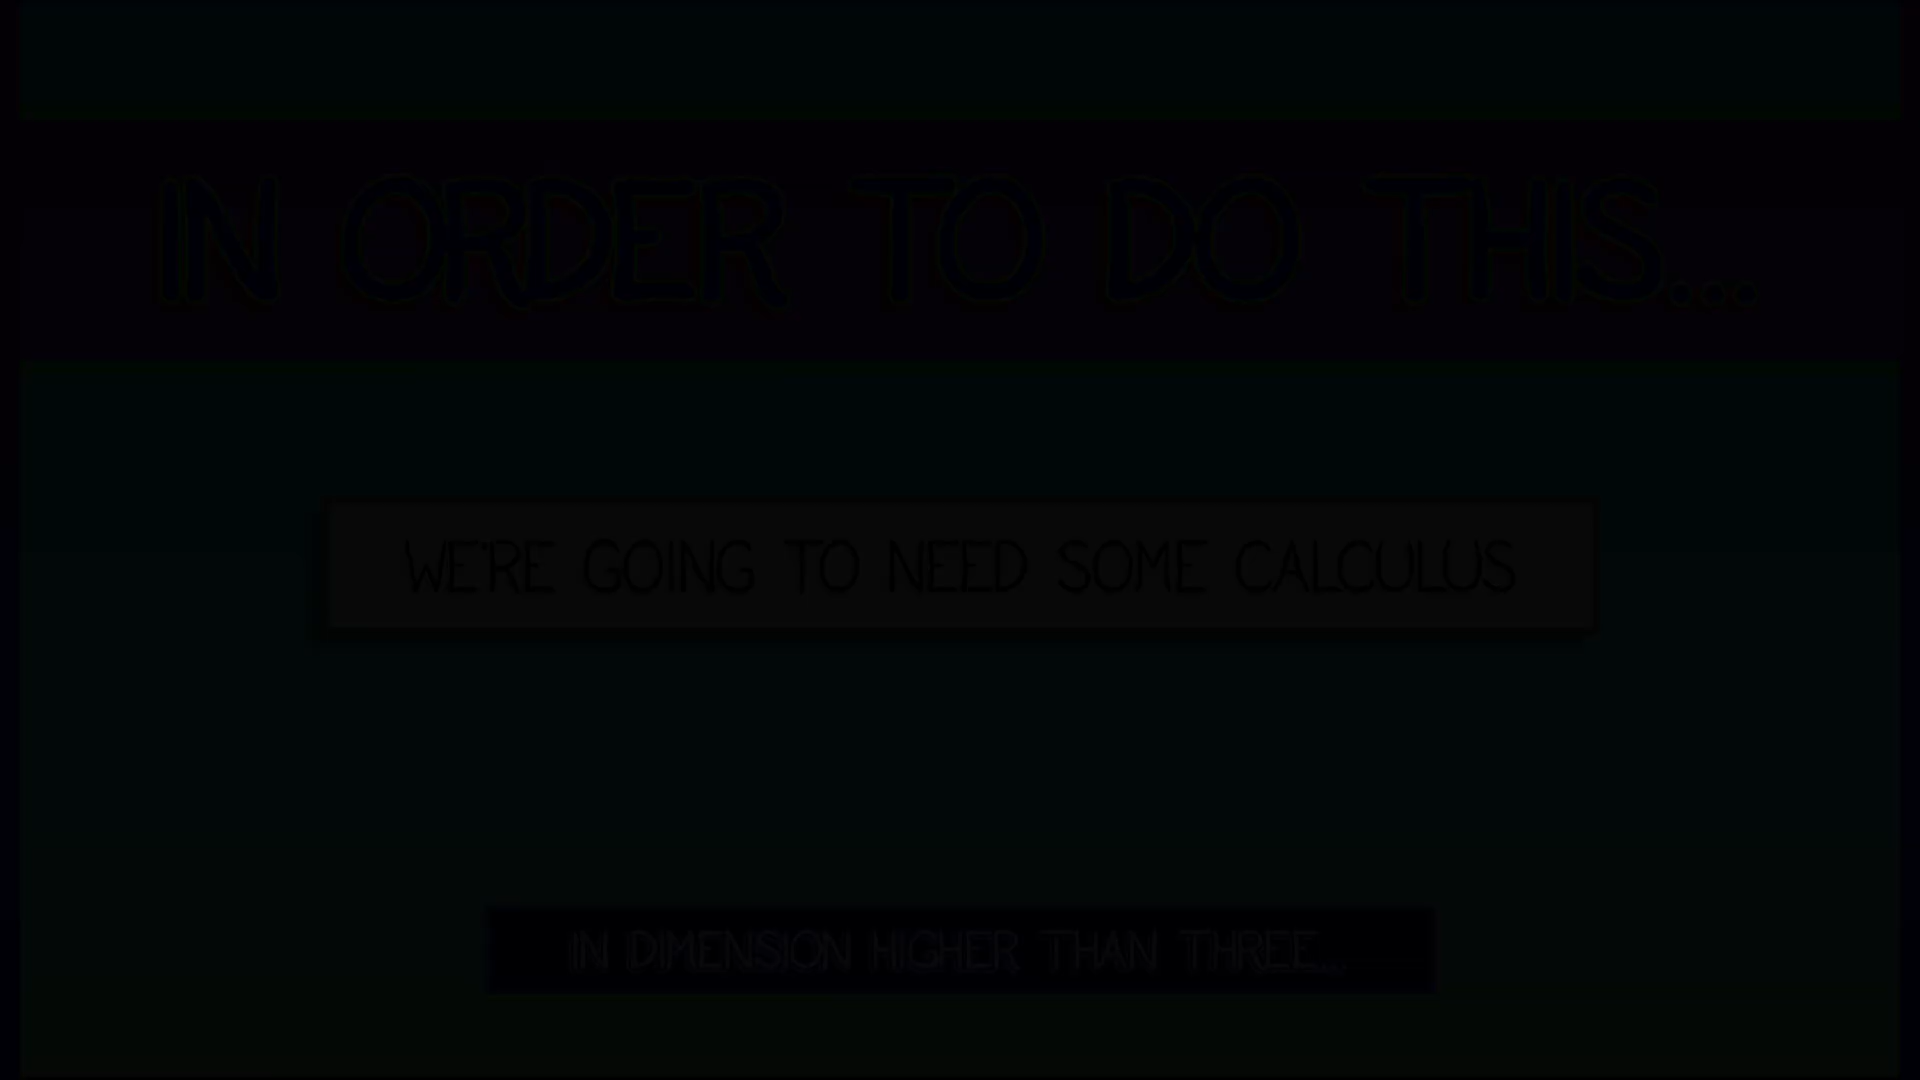 IN ORDER TO DO THIS...
WE'RE GOING TO NEED SOME CALCULUS
IN DIMENSION HIGHER THAN THREE...